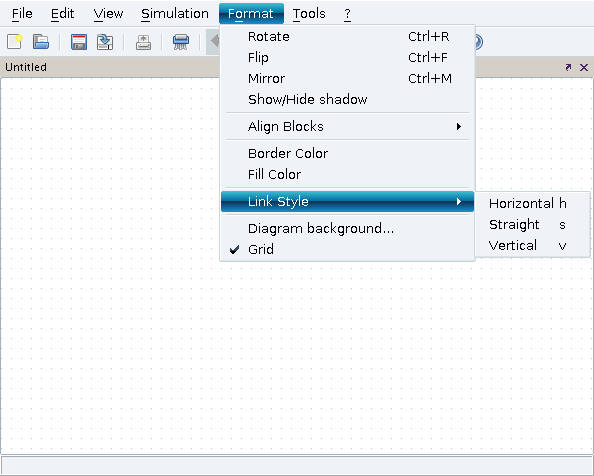 File Edit View Simulation Format Tools ?
Untitled
Rotate Ctrl+R
Flip Ctrl+F
Mirror Ctrl+M
Show/Hide shadow
Align Blocks
Border Color
Fill Color
Link Style
Horizontal h
Straight s
Vertical v
Diagram background...
Grid